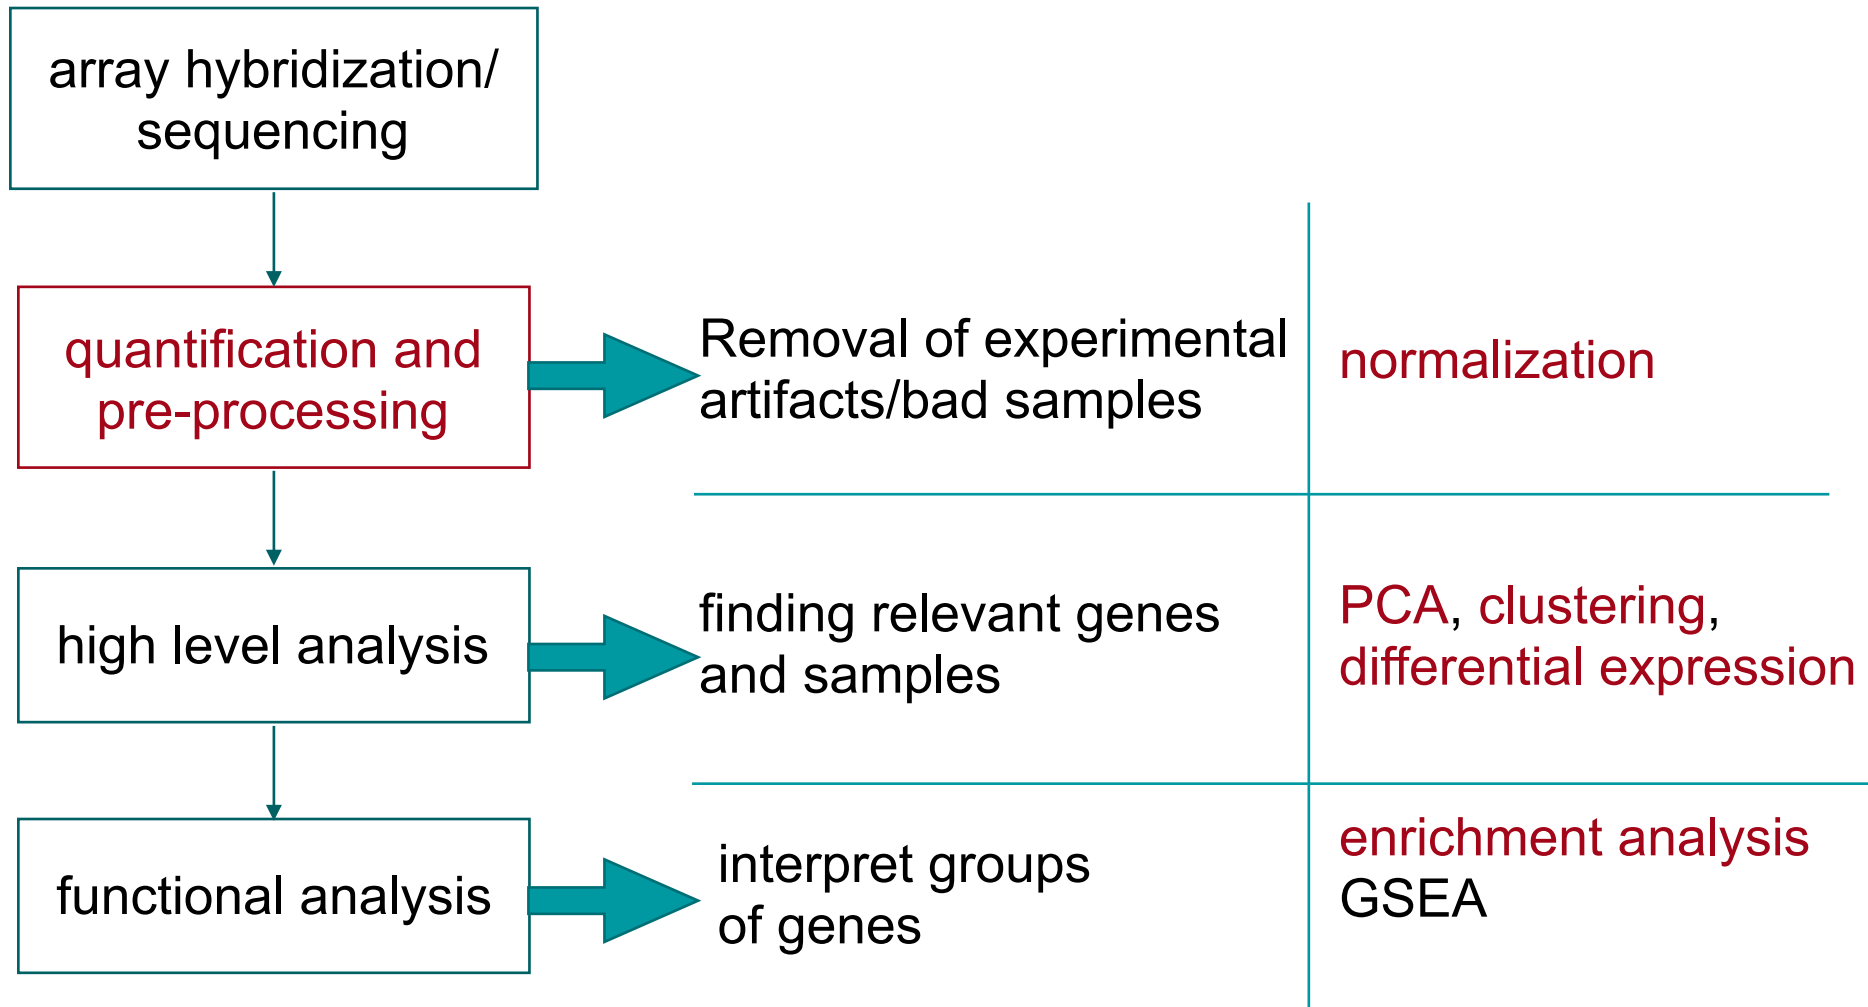 array hybridization/
sequencing
quantification and
pre-processing
Removal of experimental
artifacts/bad samples
normalization
high level analysis
finding relevant genes
and samples
PCA, clustering,
differential expression
functional analysis
interpret groups
of genes
enrichment analysis
GSEA